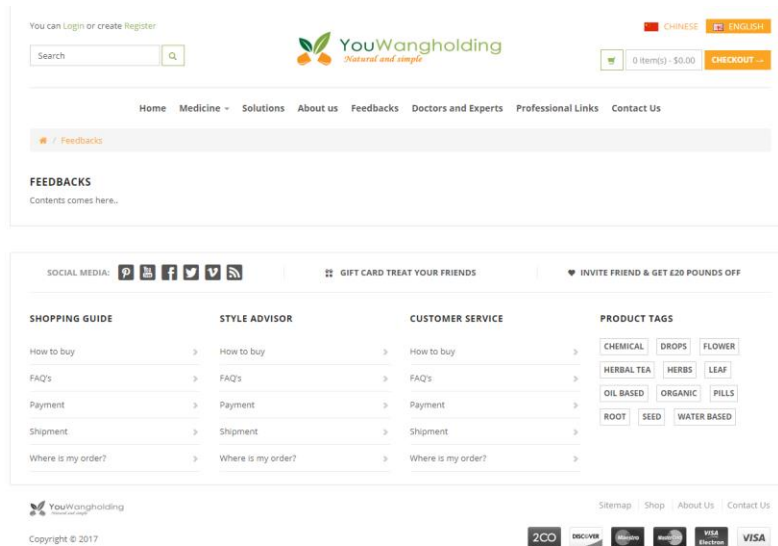 You can Login or create Register
CHINESE ENGLISH
Search
YouWangholding
Natural and simple
0 item(s) - $0.00
CHECKOUT →
Home Medicine Solutions About us Feedbacks Doctors and Experts Professional Links Contact Us
/ Feedbacks
FEEDBACKS
Contents comes here..
SOCIAL MEDIA:
GIFT CARD TREAT YOUR FRIENDS
INVITE FRIEND & GET £20 POUNDS OFF
SHOPPING GUIDE
How to buy
FAQ's
Payment
Shipment
Where is my order?
STYLE ADVISOR
How to buy
FAQ's
Payment
Shipment
Where is my order?
CUSTOMER SERVICE
How to buy
FAQ's
Payment
Shipment
Where is my order?
PRODUCT TAGS
CHEMICAL DROPS FLOWER
HERBAL TEA HERBS LEAF
OIL BASED ORGANIC PILLS
ROOT SEED WATER BASED
YouWangholding
Natural and simple
Sitemap Shop About Us Contact Us
Copyright © 2017
2CO DISCOVER Maestro MasterCard VISA Electron VISA